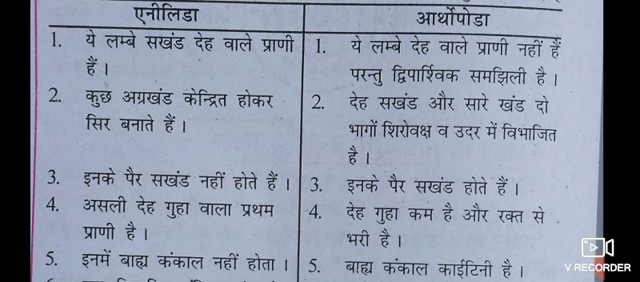 एनीलिडा
आर्थोपोडा
1. ये लम्बे सखंड देह वाले प्राणी
हैं ।
2. कुछ अग्रखंड केन्द्रित होकर
सिर बनाते हैं ।
3. इनके पैर सखंड नहीं होते हैं ।
4. असली देह गुहा वाला प्रथम
प्राणी है ।
5. इनमें बाह्य कंकाल नहीं होता ।
1. ये लम्बे देह वाले प्राणी नहीं हैं
परन्तु द्विपार्श्विक समझिली है ।
2. देह सखंड और सारे खंड दो
भागों शिरोवक्ष व उदर में विभाजित
है ।
3. इनके पैर सखंड होते हैं ।
4. देह गुहा कम है और रक्त से
भरी है ।
5. बाह्य कंकाल काईटिनी है ।
V RECORDER